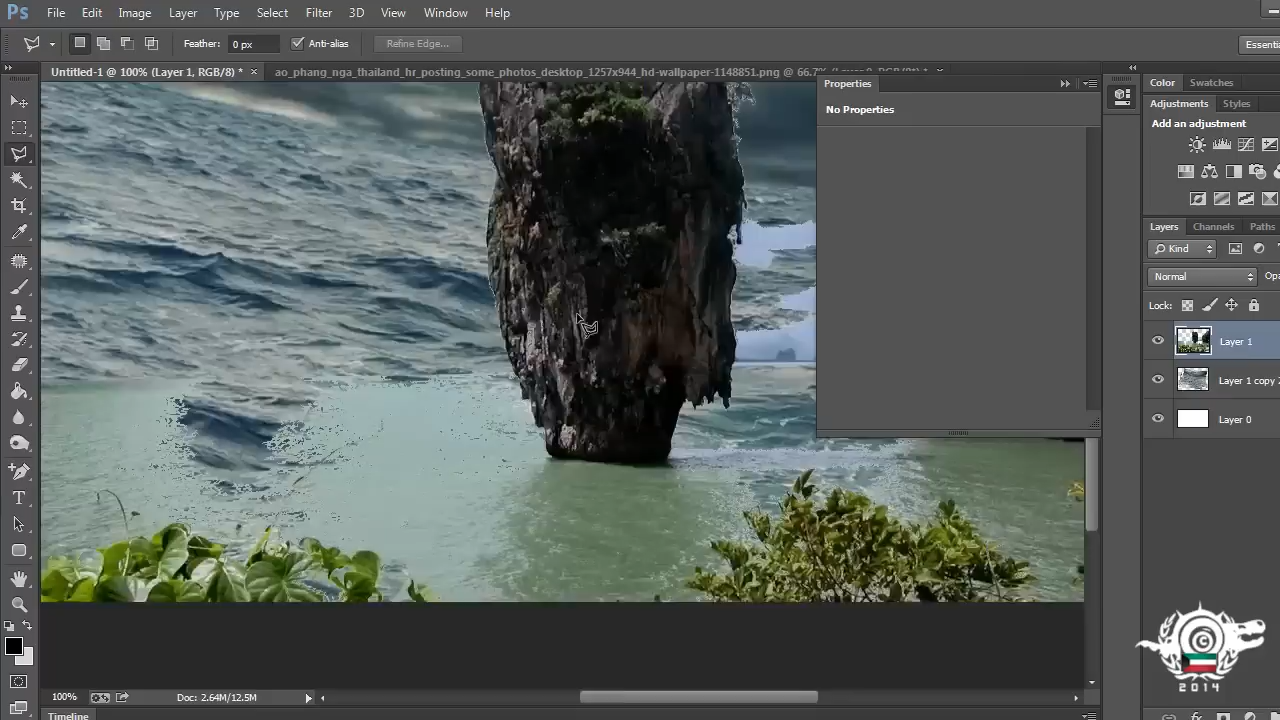 Ps File Edit Image Layer Type Select Filter 3D View Window Help
Feather: 0 px Anti-alias Refine Edge... Essenti
Untitled-1 @ 100% (Layer 1, RGB/8) * ×
ao_phang_nga_thailand_hr_posting_some_photos_desktop_1257x944_hd-wallpaper-1148851.png @ 66.7%
Properties
No Properties
Color Swatches
Adjustments Styles
Add an adjustment
Layers Channels Paths
Kind
Normal Opa
Lock:
Layer 1
Layer 1 copy 2
Layer 0
T
100% Doc: 2.64M/12.5M
Timeline
©
2014